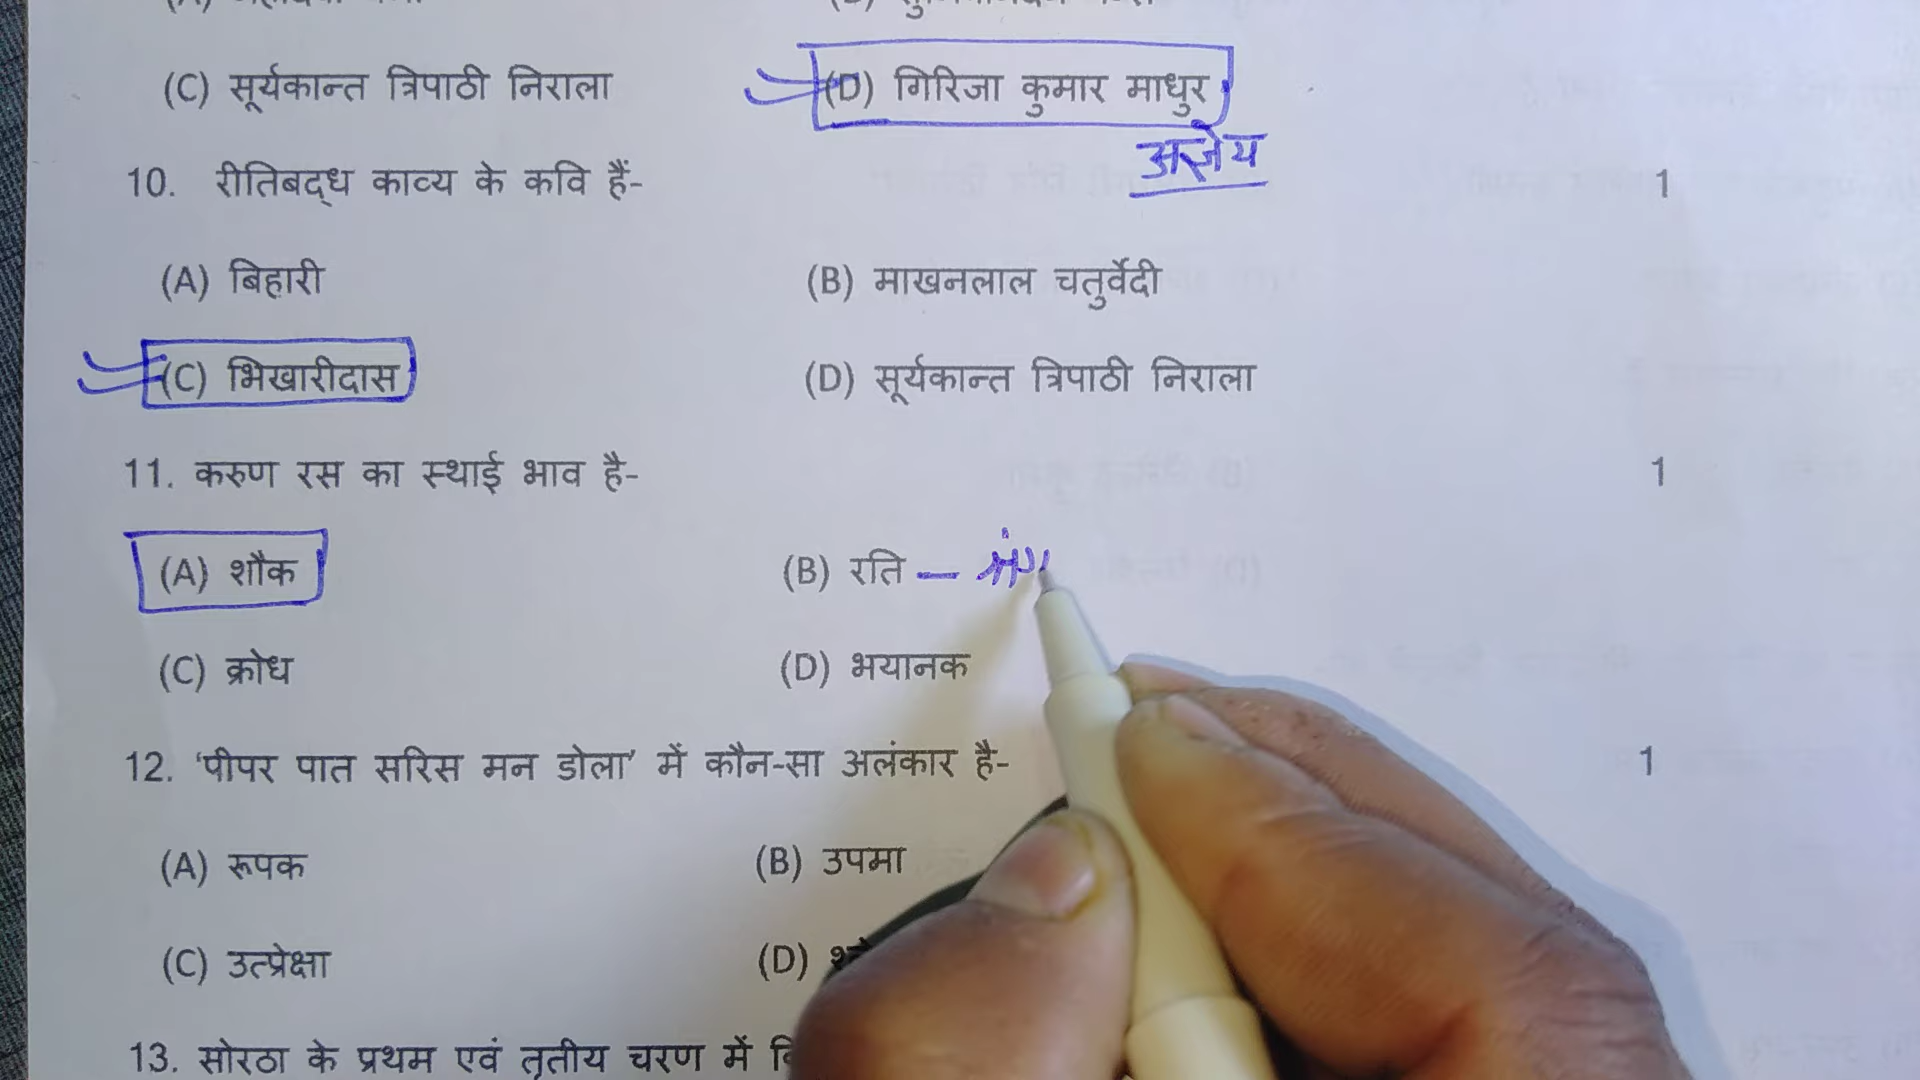 (C) सूर्यकान्त त्रिपाठी निराला (D) गिरिजा कुमार माधुर
अज्ञेय
10. रीतिबद्ध काव्य के कवि हैं- 1
(A) बिहारी (B) माखनलाल चतुर्वेदी
(C) भिखारीदास (D) सूर्यकान्त त्रिपाठी निराला
11. करुण रस का स्थाई भाव है- 1
(A) शौक (B) रति –
(C) क्रोध (D) भयानक
12. 'पीपर पात सरिस मन डोला' में कौन-सा अलंकार है- 1
(A) रूपक (B) उपमा
(C) उत्प्रेक्षा (D)
13. सोरठा के प्रथम एवं तृतीय चरण में